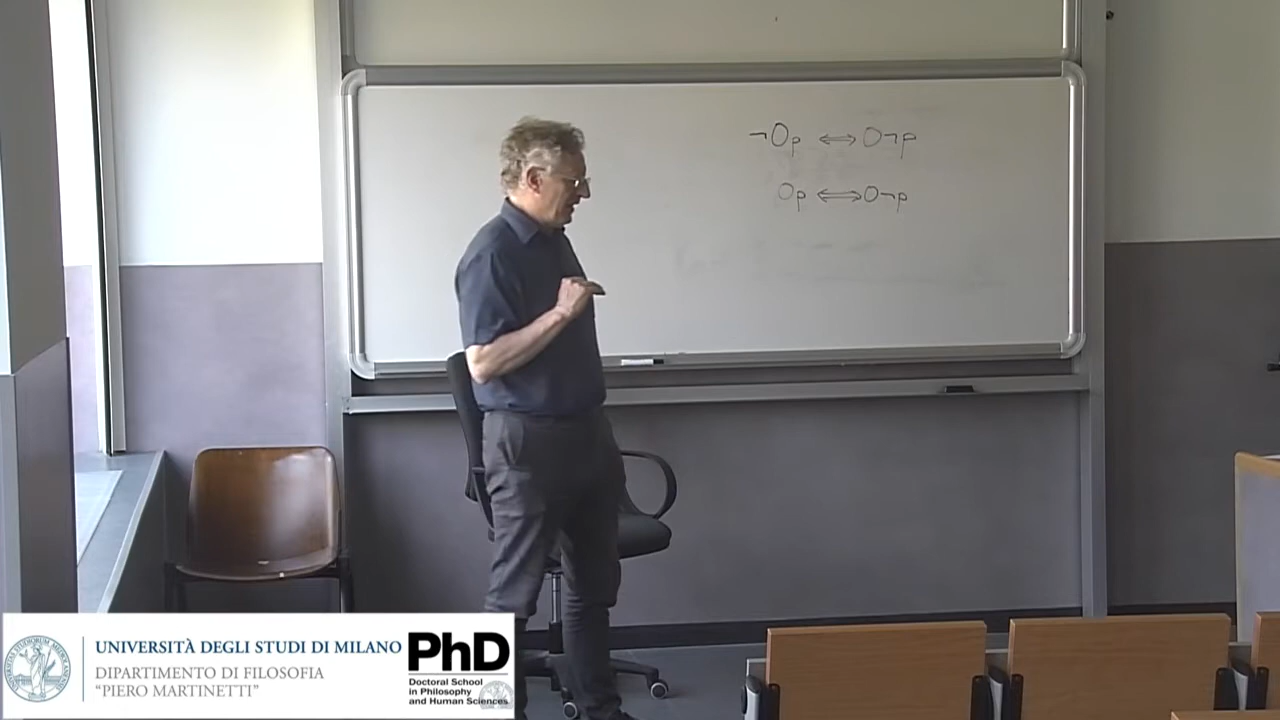 ¬Op ⟺ O¬p
Op ⟺ O¬p
UNIVERSITÀ DEGLI STUDI DI MILANO
DIPARTIMENTO DI FILOSOFIA
"PIERO MARTINETTI"
PhD
Doctoral School
in Philosophy
and Human Sciences